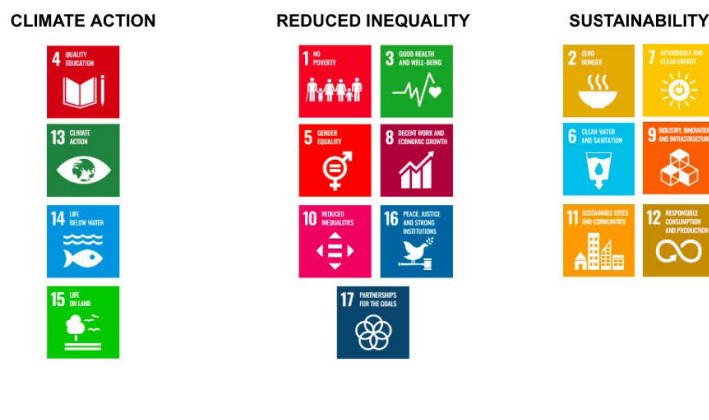 CLIMATE ACTION
4 QUALITY
EDUCATION
13 CLIMATE
ACTION
14 LIFE
BELOW WATER
15 LIFE
ON LAND
REDUCED INEQUALITY
1 NO
POVERTY
3 GOOD HEALTH
AND WELL-BEING
5 GENDER
EQUALITY
8 DECENT WORK AND
ECONOMIC GROWTH
10 REDUCED
INEQUALITIES
16 PEACE, JUSTICE
AND STRONG
INSTITUTIONS
17 PARTNERSHIPS
FOR THE GOALS
SUSTAINABILITY
2 ZERO
HUNGER
7 AFFORDABLE AND
CLEAN ENERGY
6 CLEAN WATER
AND SANITATION
9 INDUSTRY, INNOVATION
AND INFRASTRUCTURE
11 SUSTAINABLE CITIES
AND COMMUNITIES
12 RESPONSIBLE
CONSUMPTION
AND PRODUCTION